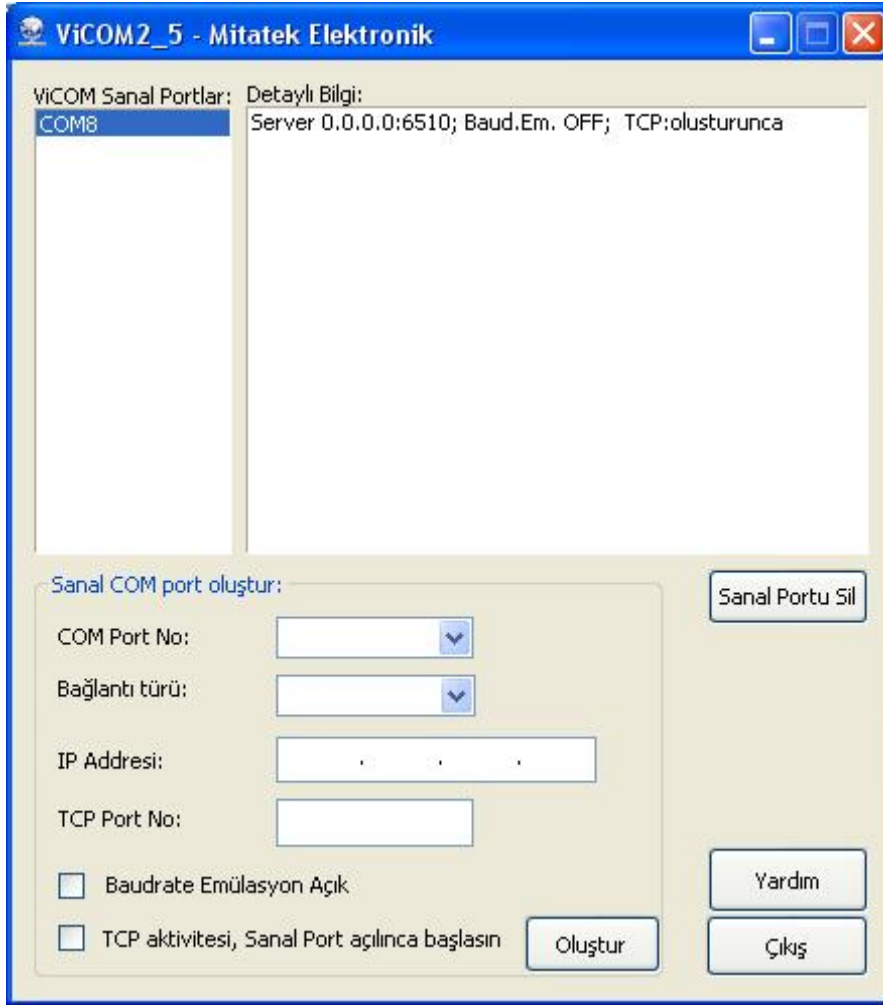 ViCOM2_5 - Mitatek Elektronik
ViCOM Sanal Portlar:
Detaylı Bilgi:
COM8
Server 0.0.0.0:6510; Baud.Em. OFF;  TCP:olusturunca
Sanal COM port oluştur:
Sanal Portu Sil
COM Port No:
Bağlantı türü:
IP Addresi:
TCP Port No:
Baudrate Emülasyon Açık
Yardım
TCP aktivitesi, Sanal Port açılınca başlasın
Oluştur
Çıkış